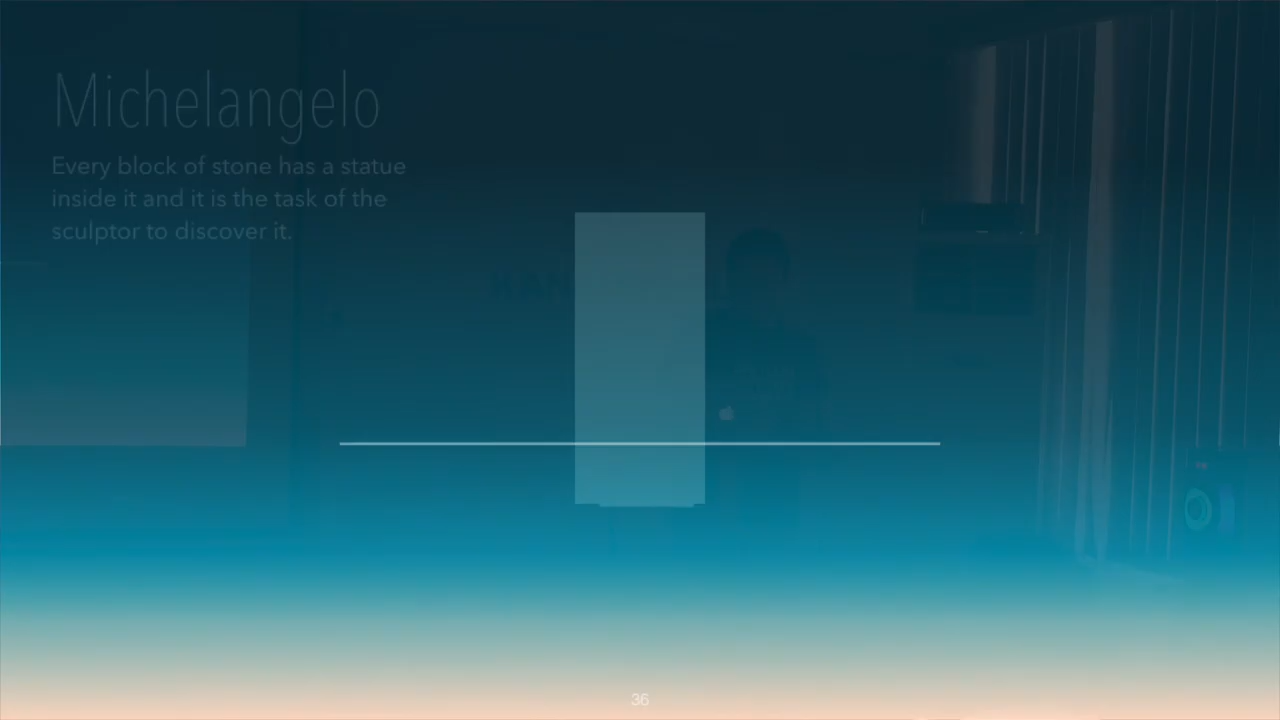 Michelangelo
Every block of stone has a statue
inside it and it is the task of the
sculptor to discover it.
36